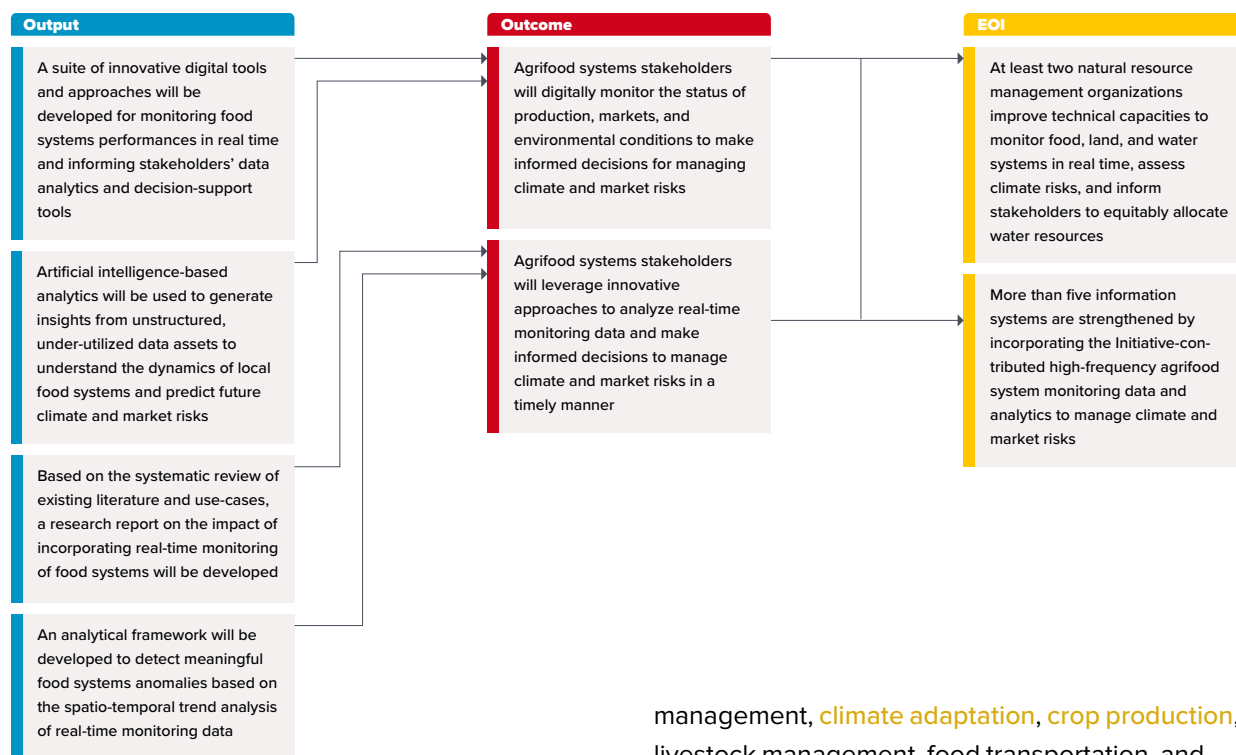 Output
A suite of innovative digital tools
and approaches will be
developed for monitoring food
systems performances in real time
and informing stakeholders’ data
analytics and decision-support
tools
Artificial intelligence-based
analytics will be used to generate
insights from unstructured,
under-utilized data assets to
understand the dynamics of local
food systems and predict future
climate and market risks
Based on the systematic review of
existing literature and use-cases,
a research report on the impact of
incorporating real-time monitoring
of food systems will be developed
An analytical framework will be
developed to detect meaningful
food systems anomalies based on
the spatio-temporal trend analysis
of real-time monitoring data
Outcome
Agrifood systems stakeholders
will digitally monitor the status of
production, markets, and
environmental conditions to make
informed decisions for managing
climate and market risks
Agrifood systems stakeholders
will leverage innovative
approaches to analyze real-time
monitoring data and make
informed decisions to manage
climate and market risks in a
timely manner
EOI
At least two natural resource
management organizations
improve technical capacities to
monitor food, land, and water
systems in real time, assess
climate risks, and inform
stakeholders to equitably allocate
water resources
More than five information
systems are strengthened by
incorporating the Initiative-con-
tributed high-frequency agrifood
system monitoring data and
analytics to manage climate and
market risks
management, climate adaptation, crop production,
livestock management, food transportation, and